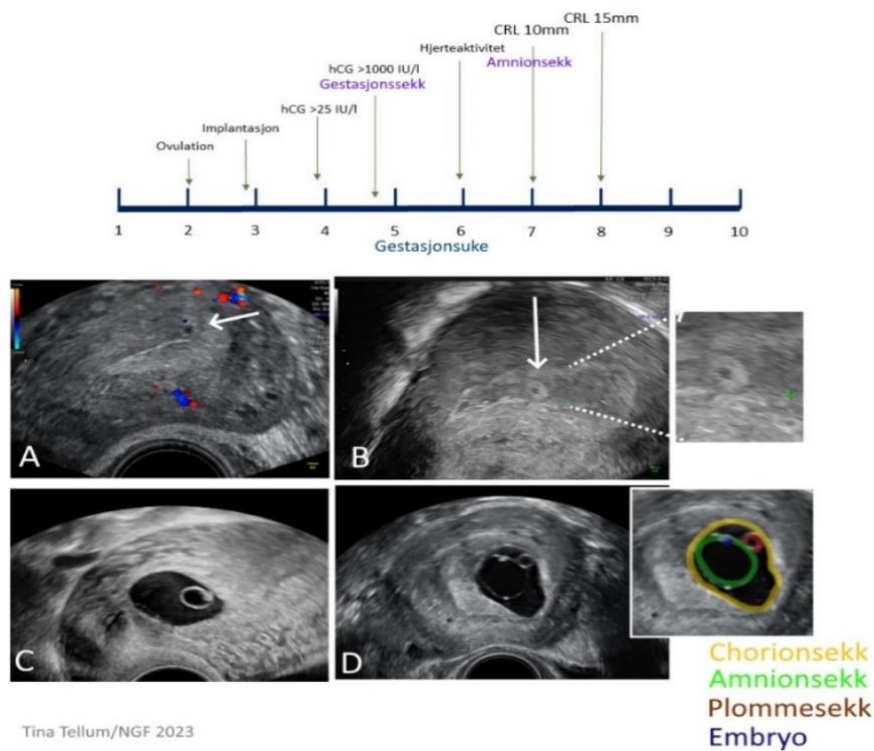 CRL 15mm
CRL 10mm
Hjerteaktivitet
Amnionsekk
hCG >1000 IU/l
Gestasjonssekk
hCG >25 IU/l
Implantasjon
Ovulation
1 2 3 4 5 6 7 8 9 10
Gestasjonsuke
A
B
C
D
Chorionsekk
Amnionsekk
Plommesekk
Embryo
Tina Tellum/NGF 2023